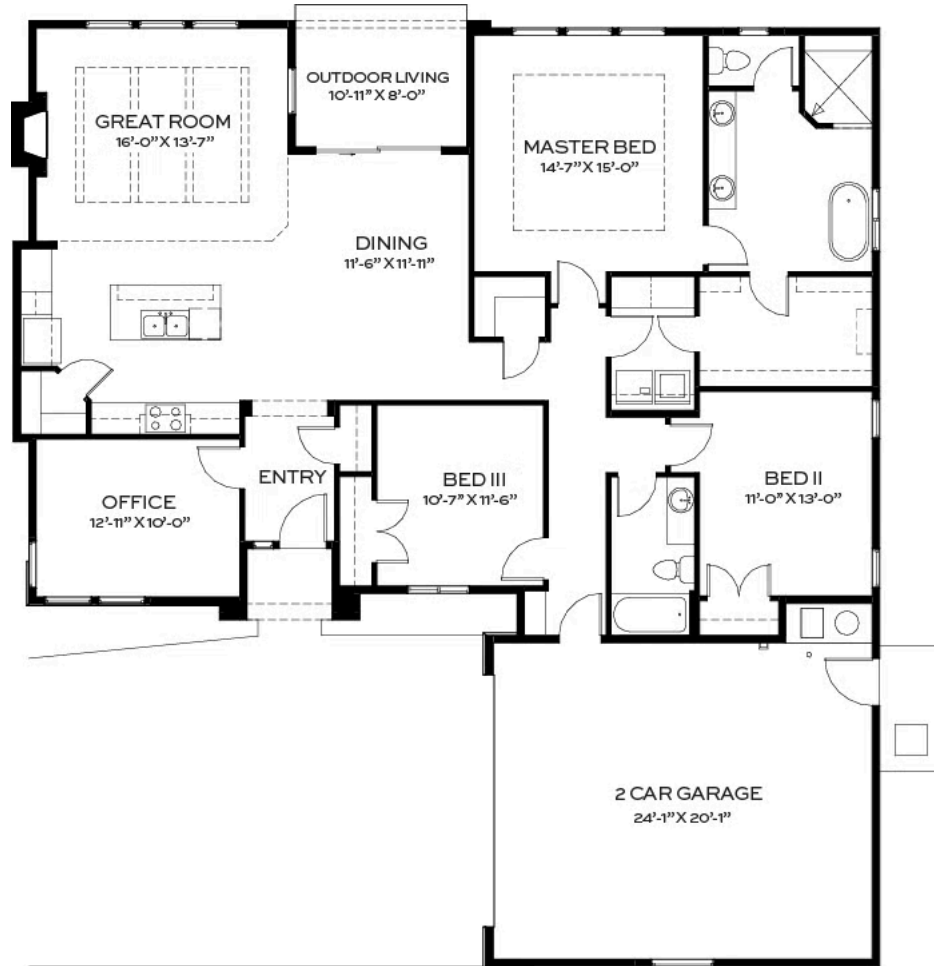 GREAT ROOM
16'-0" X 13'-7"
OUTDOOR LIVING
10'-11" X 8'-0"
MASTER BED
14'-7" X 15'-0"
DINING
11'-6" X 11'-11"
OFFICE
12'-11" X 10'-0"
ENTRY
BED III
10'-7" X 11'-6"
BED II
11'-0" X 13'-0"
2 CAR GARAGE
24'-1" X 20'-1"